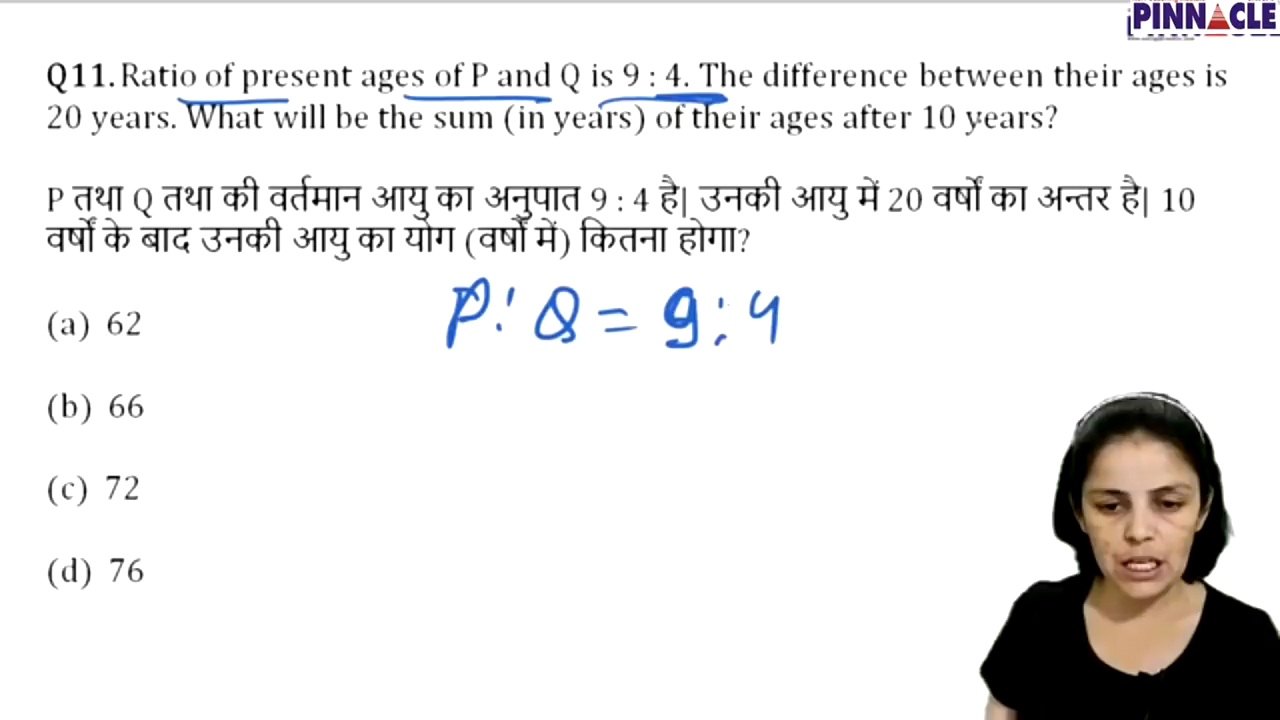 PINNACLE
Q11. Ratio of present ages of P and Q is 9 : 4. The difference between their ages is
20 years. What will be the sum (in years) of their ages after 10 years?
P तथा Q तथा की वर्तमान आयु का अनुपात 9 : 4 है| उनकी आयु में 20 वर्षों का अन्तर है| 10
वर्षों के बाद उनकी आयु का योग (वर्षों में) कितना होगा?
P : Q = 9 : 4
(a) 62
(b) 66
(c) 72
(d) 76